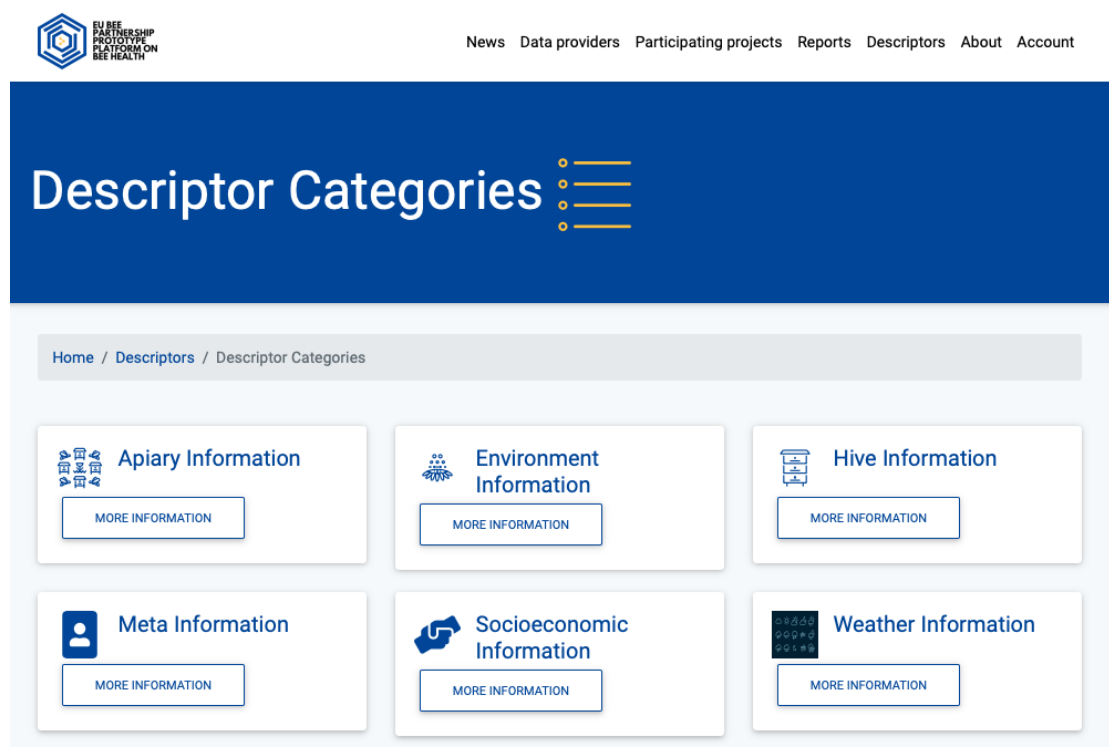 EU BEE
PARTNERSHIP
PROTOTYPE
PLATFORM ON
BEE HEALTH
News Data providers Participating projects Reports Descriptors About Account
Descriptor Categories
Home / Descriptors / Descriptor Categories
Apiary Information
MORE INFORMATION
Environment
Information
MORE INFORMATION
Hive Information
MORE INFORMATION
Meta Information
MORE INFORMATION
Socioeconomic
Information
MORE INFORMATION
Weather Information
MORE INFORMATION